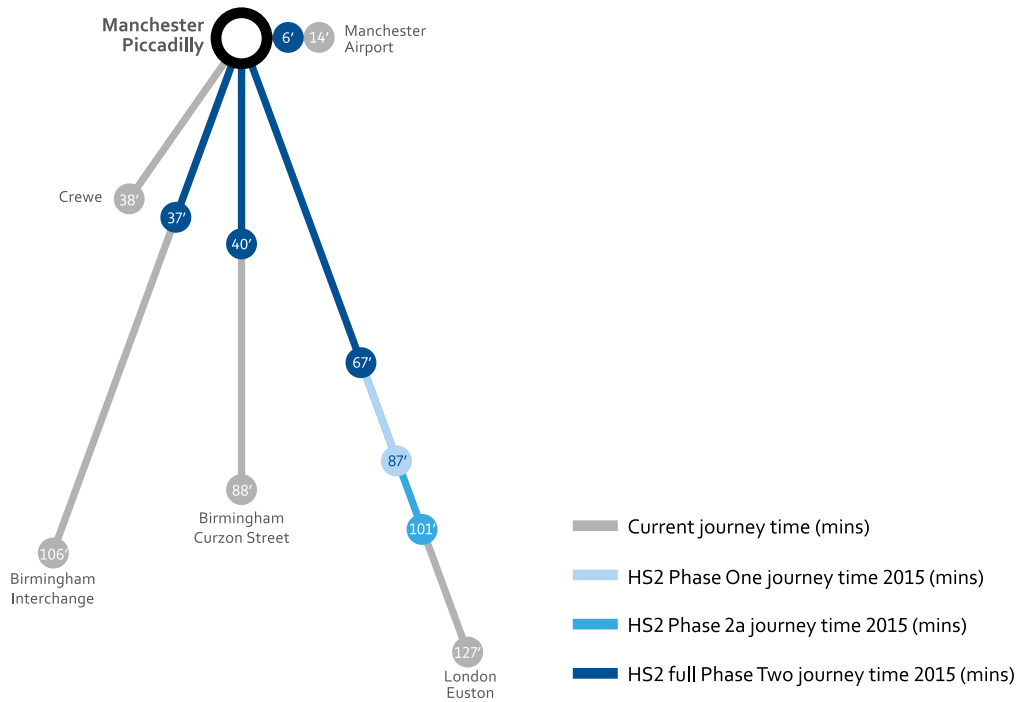 Manchester
Piccadilly
6′ 14′
Manchester
Airport
Crewe
38′
37′
40′
67′
87′
88′
Birmingham
Curzon Street
101′
106′
Birmingham
Interchange
127′
London
Euston
Current journey time (mins)
HS2 Phase One journey time 2015 (mins)
HS2 Phase 2a journey time 2015 (mins)
HS2 full Phase Two journey time 2015 (mins)